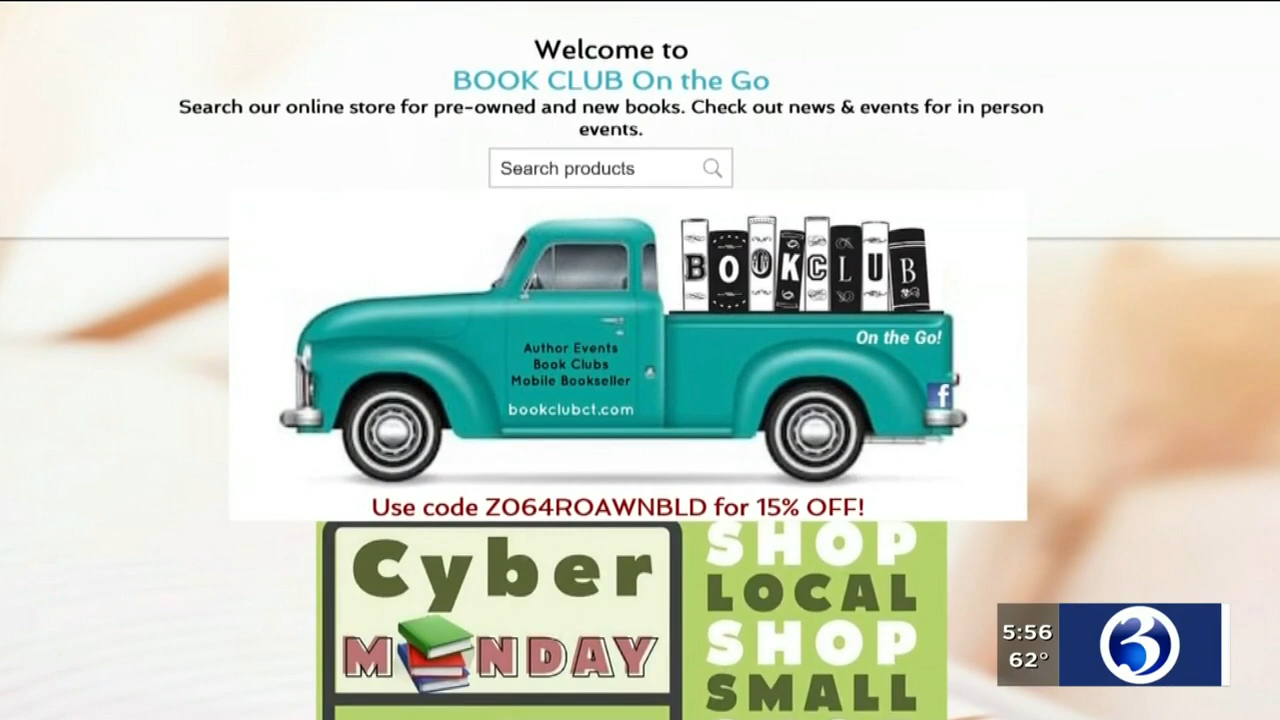 Welcome to
BOOK CLUB On the Go
Search our online store for pre-owned and new books. Check out news & events for in person
events.
Search products
BOOKCLUB
On the Go!
Author Events
Book Clubs
Mobile Bookseller
bookclubct.com
f
Use code ZO64ROAWNBLD for 15% OFF!
Cyber
MONDAY
SHOP
LOCAL
SHOP
SMALL
5:56
62°
3